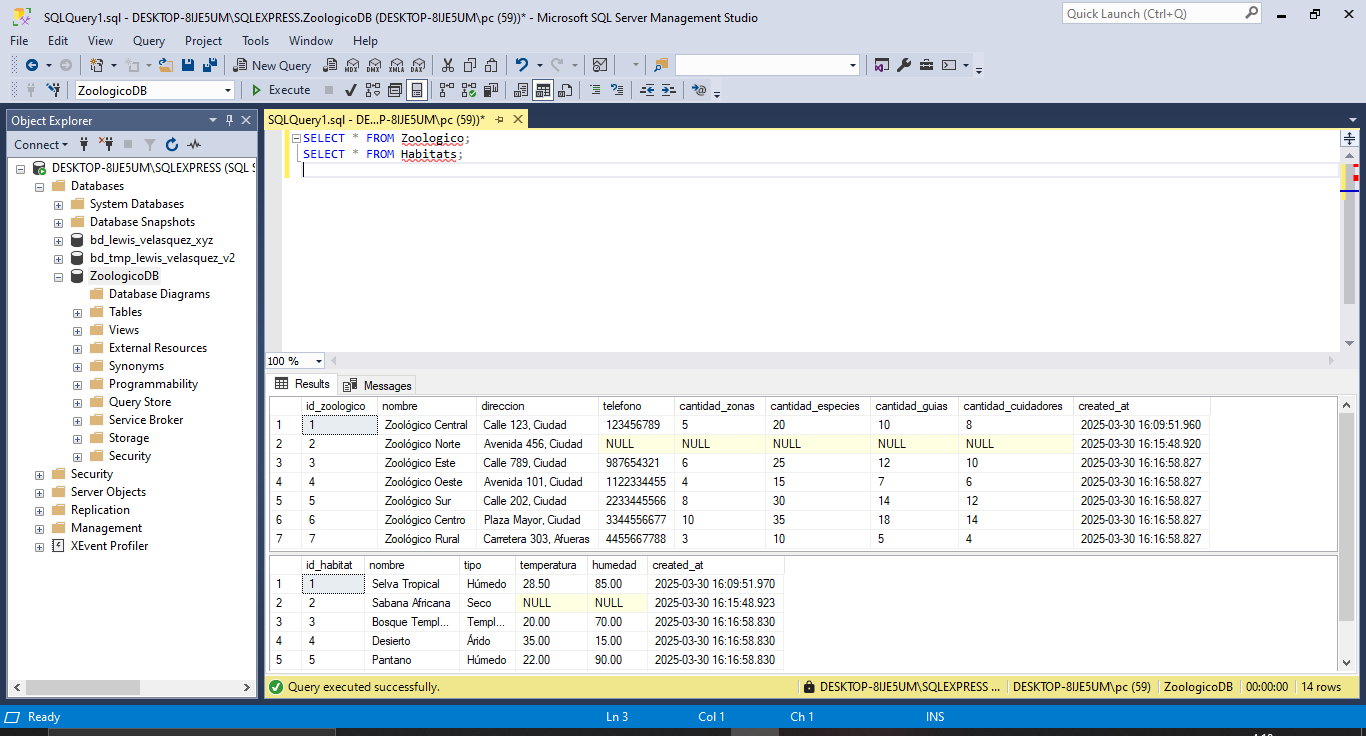 SQLQuery1.sql - DESKTOP-8IJE5UM\SQLEXPRESS.ZoologicoDB (DESKTOP-8IJE5UM\pc (59))* - Microsoft SQL Server Management Studio
Quick Launch (Ctrl+Q)
File Edit View Query Project Tools Window Help
New Query MDX DMX XMLA DAX
ZoologicoDB Execute
Object Explorer
Connect
DESKTOP-8IJE5UM\SQLEXPRESS (SQL S
Databases
System Databases
Database Snapshots
bd_lewis_velasquez_xyz
bd_tmp_lewis_velasquez_v2
ZoologicoDB
Database Diagrams
Tables
Views
External Resources
Synonyms
Programmability
Query Store
Service Broker
Storage
Security
Security
Server Objects
Replication
Management
XEvent Profiler
SQLQuery1.sql - DE...P-8IJE5UM\pc (59))*
SELECT * FROM Zoologico;
SELECT * FROM Habitats;
100 %
Results Messages
id_zoologico nombre direccion telefono cantidad_zonas cantidad_especies cantidad_guias cantidad_cuidadores created_at
1 1 Zoológico Central Calle 123, Ciudad 123456789 5 20 10 8 2025-03-30 16:09:51.960
2 2 Zoológico Norte Avenida 456, Ciudad NULL NULL NULL NULL NULL 2025-03-30 16:15:48.920
3 3 Zoológico Este Calle 789, Ciudad 987654321 6 25 12 10 2025-03-30 16:16:58.827
4 4 Zoológico Oeste Avenida 101, Ciudad 1122334455 4 15 7 6 2025-03-30 16:16:58.827
5 5 Zoológico Sur Calle 202, Ciudad 2233445566 8 30 14 12 2025-03-30 16:16:58.827
6 6 Zoológico Centro Plaza Mayor, Ciudad 3344556677 10 35 18 14 2025-03-30 16:16:58.827
7 7 Zoológico Rural Carretera 303, Afueras 4455667788 3 10 5 4 2025-03-30 16:16:58.827
id_habitat nombre tipo temperatura humedad created_at
1 1 Selva Tropical Húmedo 28.50 85.00 2025-03-30 16:09:51.970
2 2 Sabana Africana Seco NULL NULL 2025-03-30 16:15:48.923
3 3 Bosque Templ... Templ... 20.00 70.00 2025-03-30 16:16:58.830
4 4 Desierto Árido 35.00 15.00 2025-03-30 16:16:58.830
5 5 Pantano Húmedo 22.00 90.00 2025-03-30 16:16:58.830
Query executed successfully. DESKTOP-8IJE5UM\SQLEXPRESS ... DESKTOP-8IJE5UM\pc (59) ZoologicoDB 00:00:00 14 rows
Ready Ln 3 Col 1 Ch 1 INS